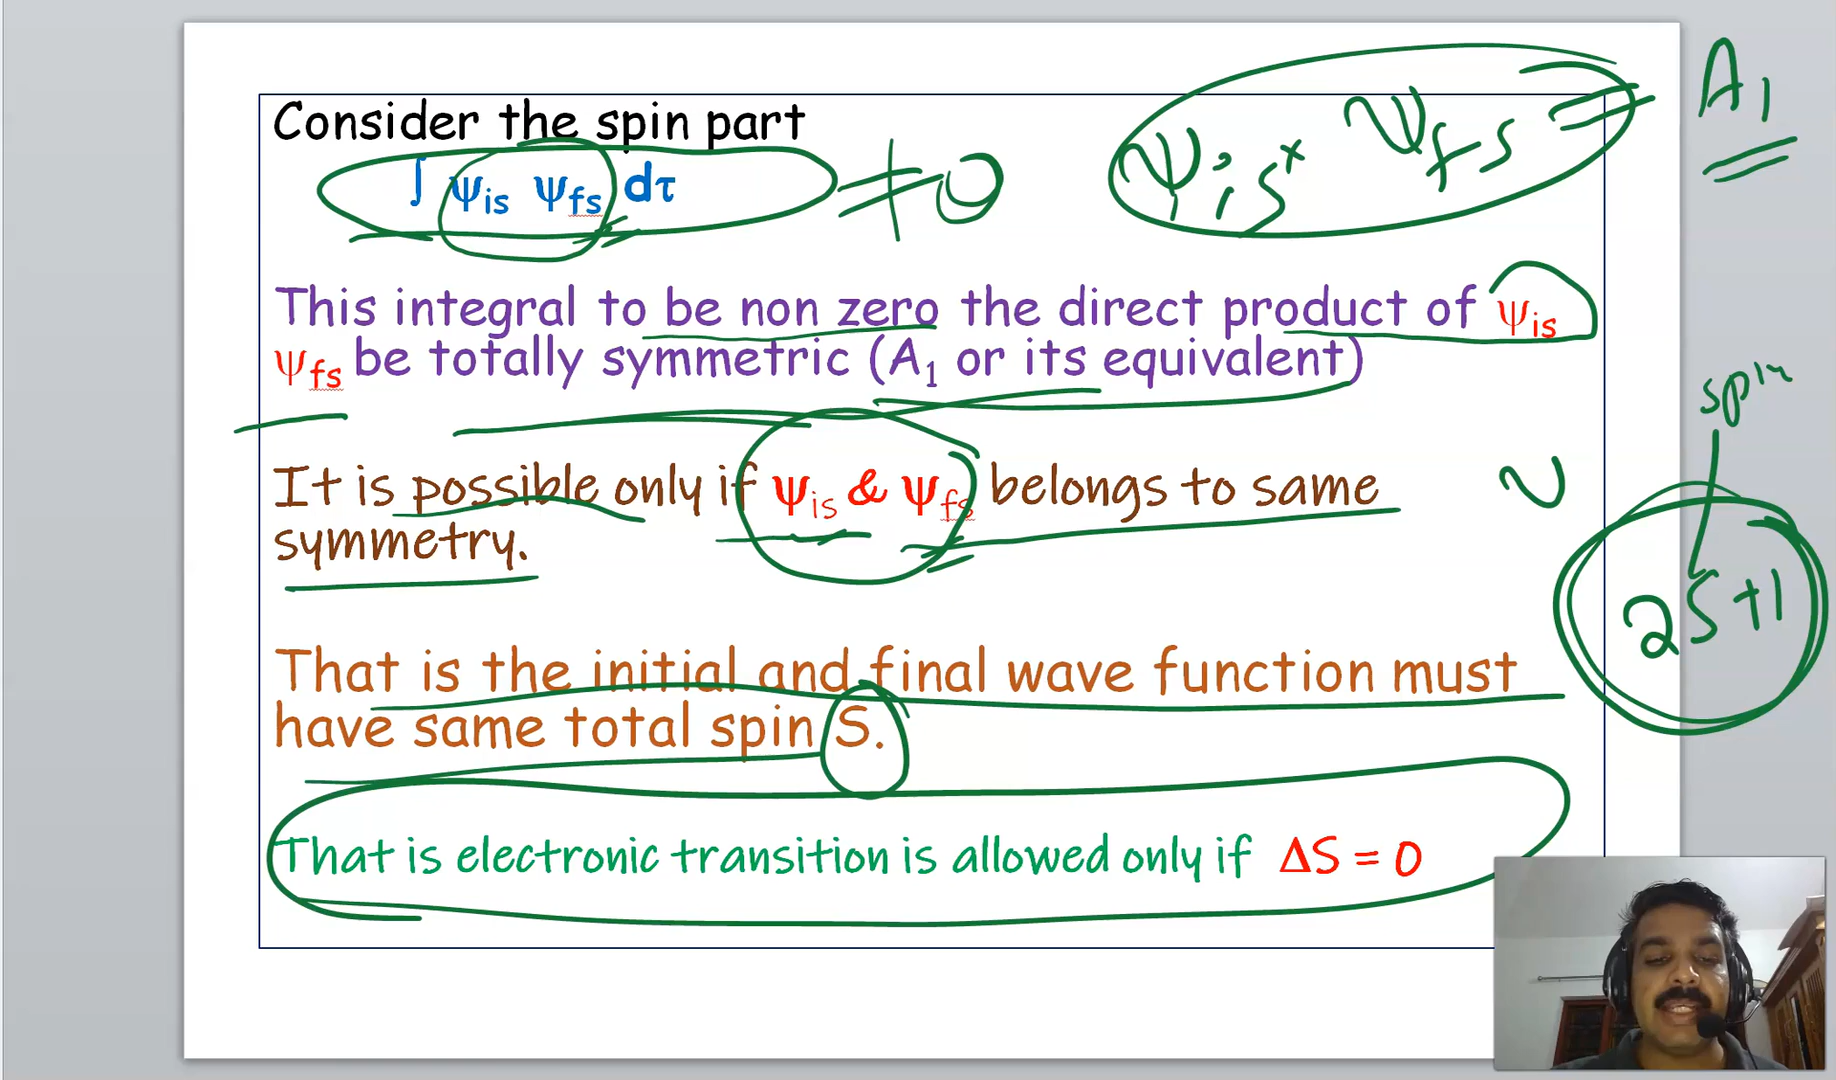 Consider the spin part
∫ ψis ψfs dτ
≠ 0
ψis* ψfs = A1
This integral to be non zero the direct product of ψis
ψfs be totally symmetric (A1 or its equivalent)
It is possible only if ψis & ψfs belongs to same
symmetry.
spin
2S+1
That is the initial and final wave function must
have same total spin S.
That is electronic transition is allowed only if ΔS = 0